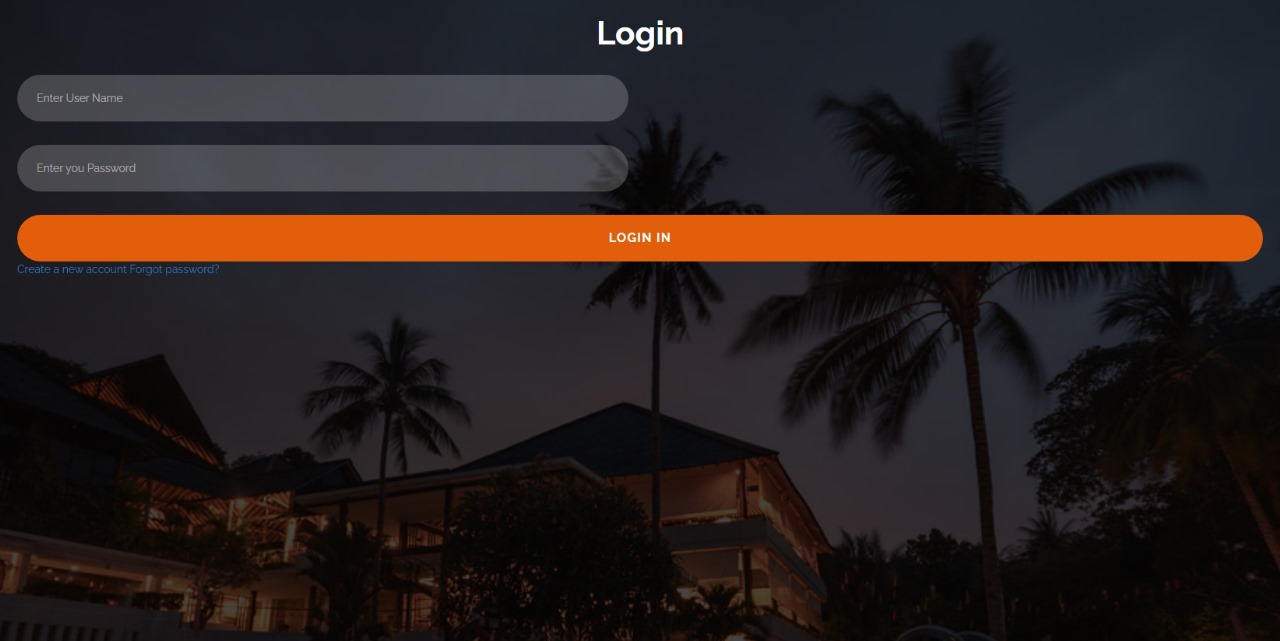 Login
Enter User Name
Enter you Password
LOGIN IN
Create a new account Forgot password?